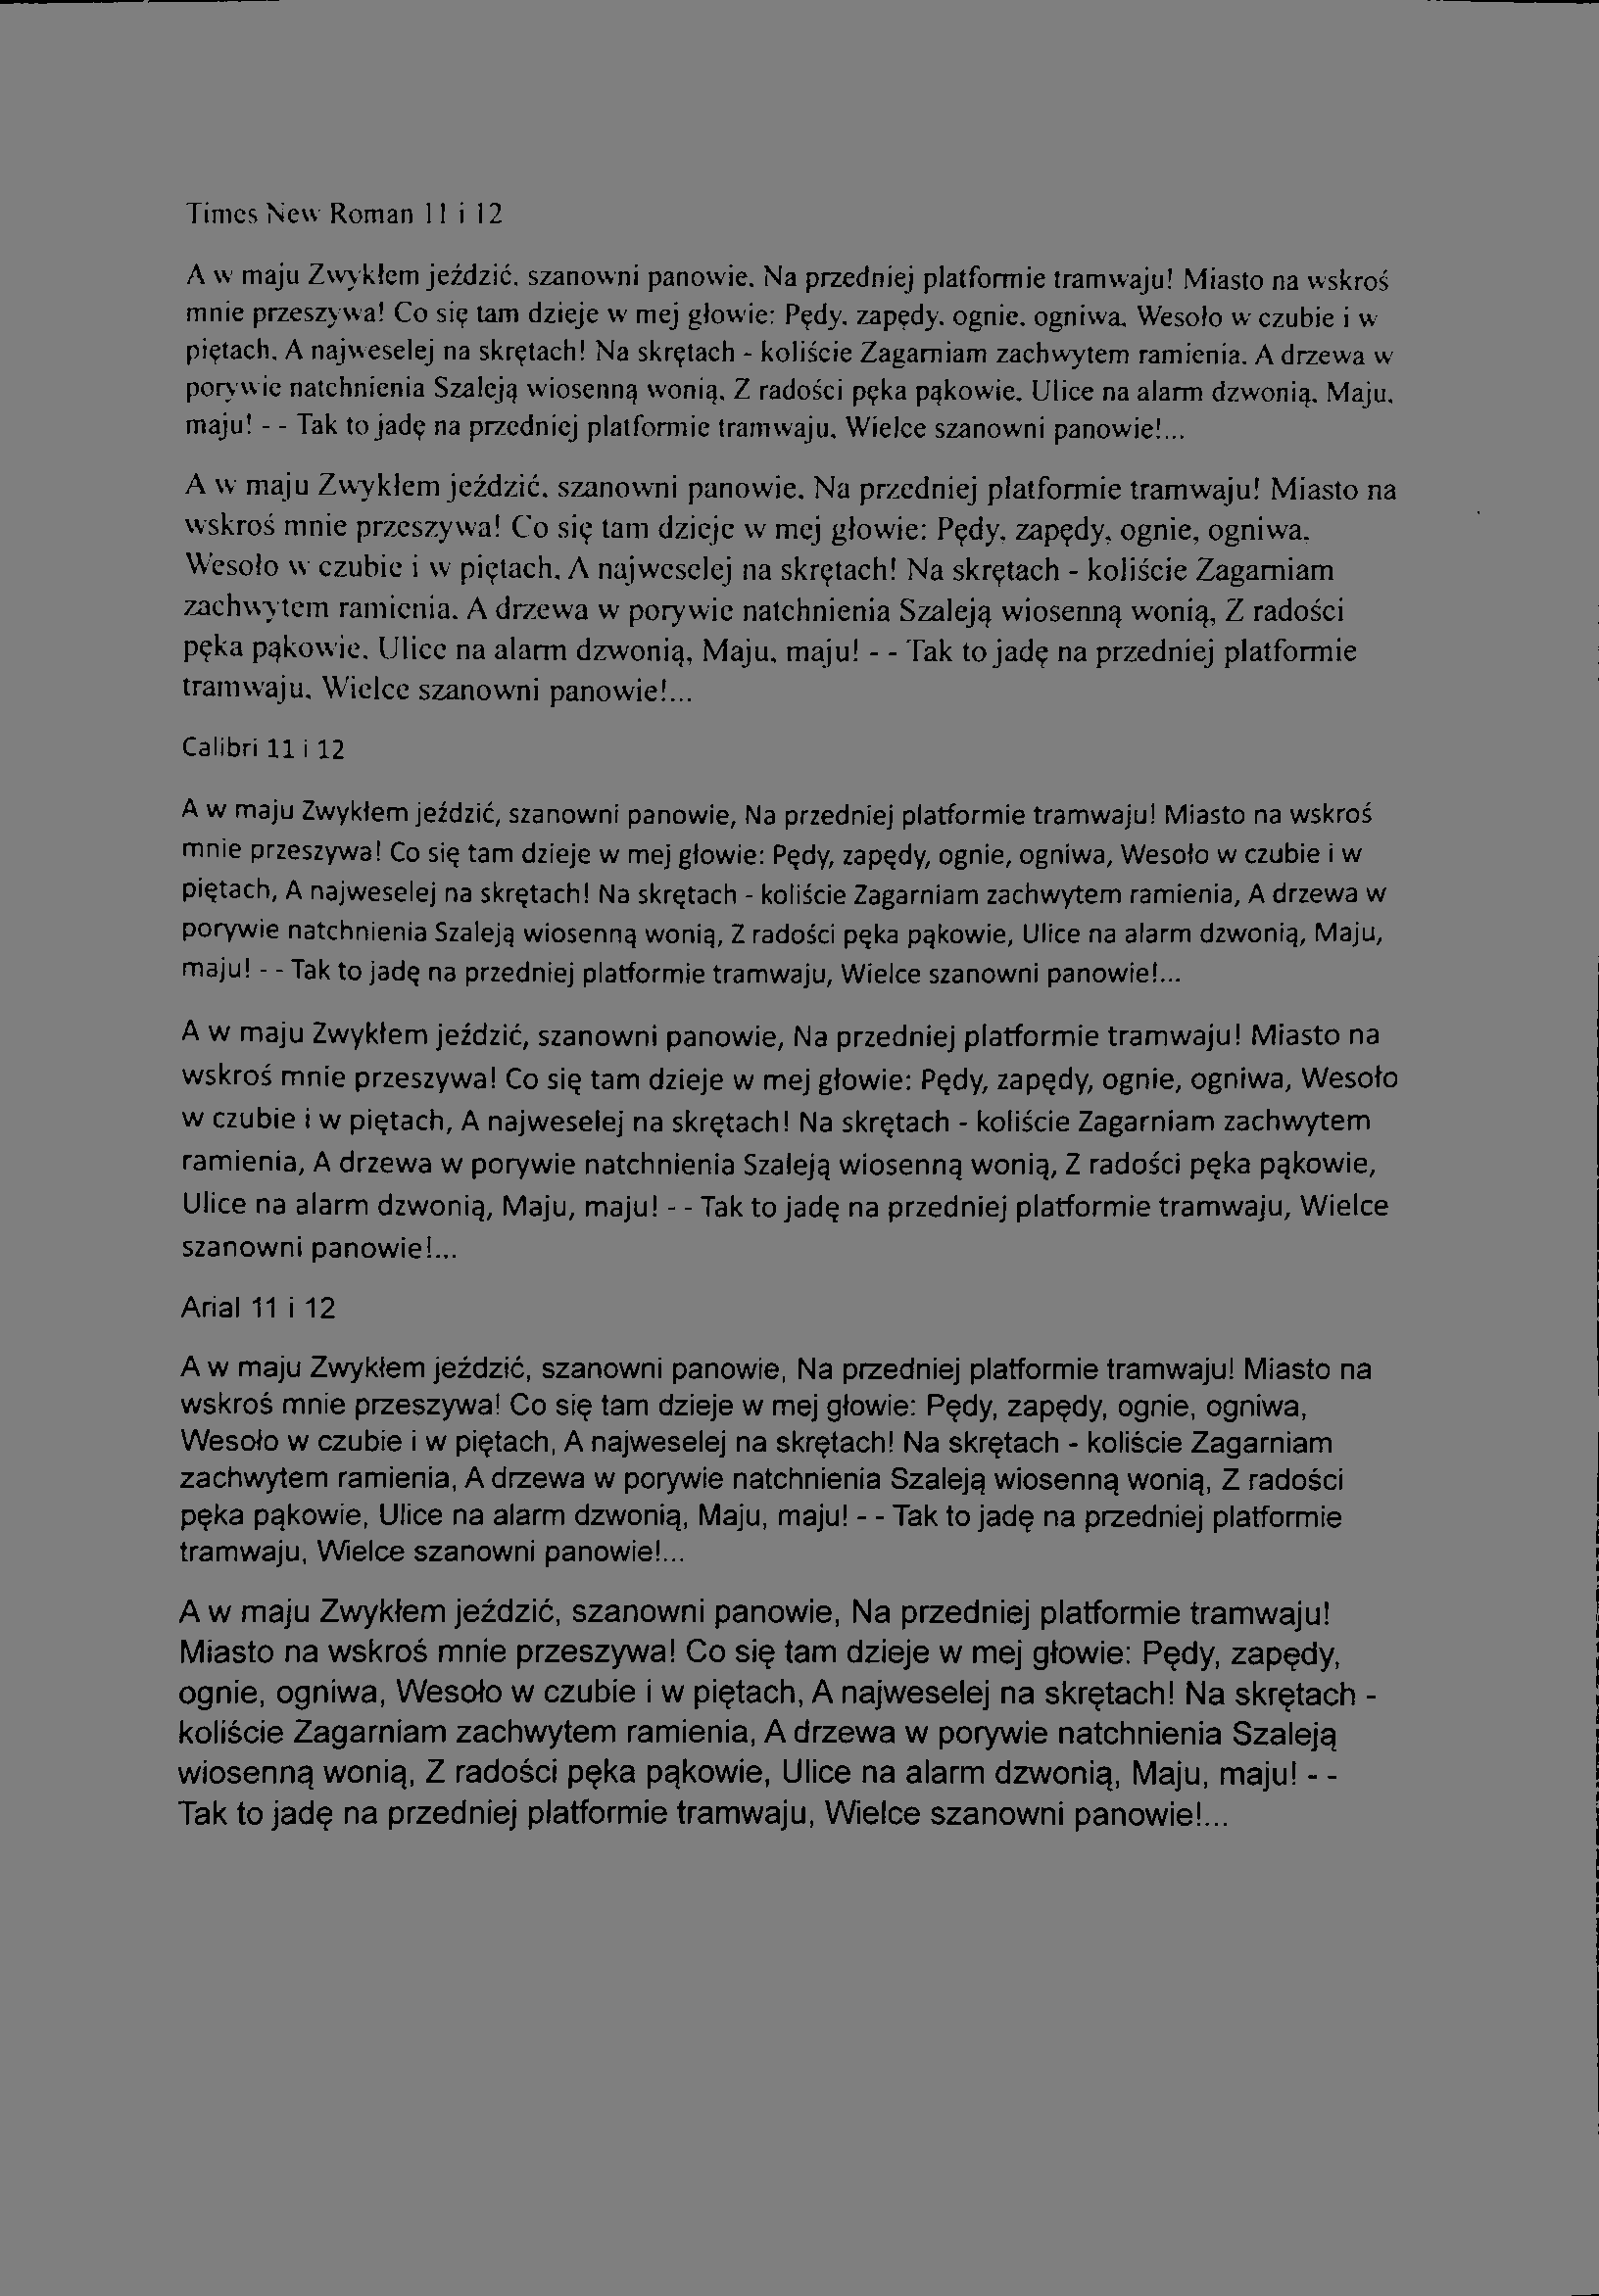 Times New Roman 11 i 12
A w maju Zwykłem jeździć, szanowni panowie, Na przedniej platformie tramwaju! Miasto na wskroś
mnie przeszywa! Co się tam dzieje w mej głowie: Pędy, zapędy, ognie, ogniwa, Wesoło w czubie i w
piętach, A najweselej na skrętach! Na skrętach - koliście Zagarniam zachwytem ramienia, A drzewa w
porywie natchnienia Szaleją wiosenną wonią, Z radości pęka pąkowie, Ulice na alarm dzwonią, Maju,
maju! - - Tak to jadę na przedniej platformie tramwaju, Wielce szanowni panowie!...
A w maju Zwykłem jeździć, szanowni panowie, Na przedniej platformie tramwaju! Miasto na
wskroś mnie przeszywa! Co się tam dzieje w mej głowie: Pędy, zapędy, ognie, ogniwa,
Wesoło w czubie i w piętach, A najweselej na skrętach! Na skrętach - koliście Zagarniam
zachwytem ramienia, A drzewa w porywie natchnienia Szaleją wiosenną wonią, Z radości
pęka pąkowie, Ulice na alarm dzwonią, Maju, maju! - - Tak to jadę na przedniej platformie
tramwaju, Wielce szanowni panowie!...
Calibri 11 i 12
A w maju Zwykłem jeździć, szanowni panowie, Na przedniej platformie tramwaju! Miasto na wskroś
mnie przeszywa! Co się tam dzieje w mej głowie: Pędy, zapędy, ognie, ogniwa, Wesoło w czubie i w
piętach, A najweselej na skrętach! Na skrętach - koliście Zagarniam zachwytem ramienia, A drzewa w
porywie natchnienia Szaleją wiosenną wonią, Z radości pęka pąkowie, Ulice na alarm dzwonią, Maju,
maju! - - Tak to jadę na przedniej platformie tramwaju, Wielce szanowni panowie!...
A w maju Zwykłem jeździć, szanowni panowie, Na przedniej platformie tramwaju! Miasto na
wskroś mnie przeszywa! Co się tam dzieje w mej głowie: Pędy, zapędy, ognie, ogniwa, Wesoło
w czubie i w piętach, A najweselej na skrętach! Na skrętach - koliście Zagarniam zachwytem
ramienia, A drzewa w porywie natchnienia Szaleją wiosenną wonią, Z radości pęka pąkowie,
Ulice na alarm dzwonią, Maju, maju! - - Tak to jadę na przedniej platformie tramwaju, Wielce
szanowni panowie!...
Arial 11 i 12
A w maju Zwykłem jeździć, szanowni panowie, Na przedniej platformie tramwaju! Miasto na
wskroś mnie przeszywa! Co się tam dzieje w mej głowie: Pędy, zapędy, ognie, ogniwa,
Wesoło w czubie i w piętach, A najweselej na skrętach! Na skrętach - koliście Zagarniam
zachwytem ramienia, A drzewa w porywie natchnienia Szaleją wiosenną wonią, Z radości
pęka pąkowie, Ulice na alarm dzwonią, Maju, maju! - - Tak to jadę na przedniej platformie
tramwaju, Wielce szanowni panowie!...
A w maju Zwykłem jeździć, szanowni panowie, Na przedniej platformie tramwaju!
Miasto na wskroś mnie przeszywa! Co się tam dzieje w mej głowie: Pędy, zapędy,
ognie, ogniwa, Wesoło w czubie i w piętach, A najweselej na skrętach! Na skrętach -
koliście Zagarniam zachwytem ramienia, A drzewa w porywie natchnienia Szaleją
wiosenną wonią, Z radości pęka pąkowie, Ulice na alarm dzwonią, Maju, maju! - -
Tak to jadę na przedniej platformie tramwaju, Wielce szanowni panowie!...